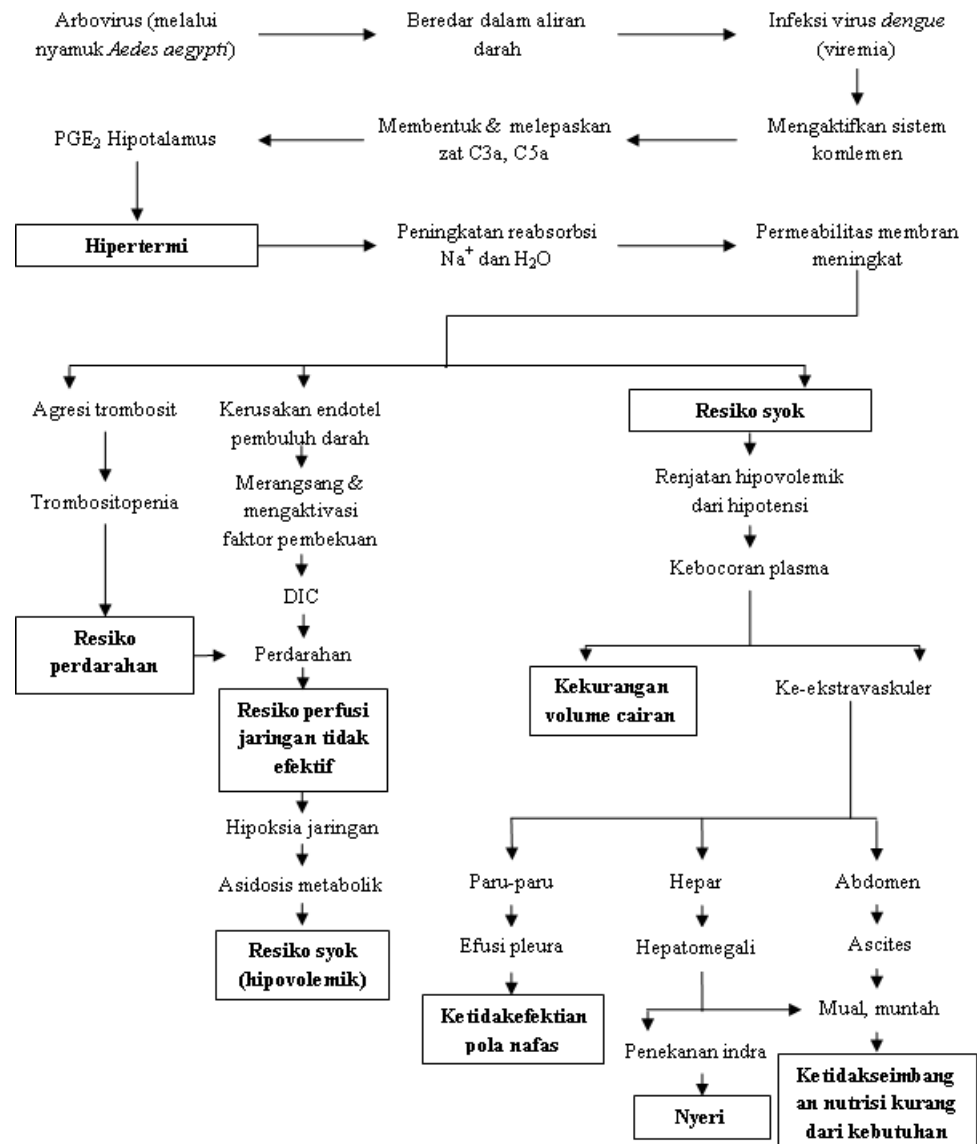 Arbovirus (melalui
nyamuk Aedes aegypti)
Beredar dalam aliran
darah
Infeksi virus dengue
(viremia)
PGE₂ Hipotalamus
Membentuk & melepaskan
zat C3a, C5a
Mengaktifkan sistem
komlemen
Hipertermi
Peningkatan reabsorbsi
Na⁺ dan H₂O
Permeabilitas membran
meningkat
Agresi trombosit
Kerusakan endotel
pembuluh darah
Resiko syok
Trombositopenia
Merangsang &
mengaktivasi
faktor pembekuan
Renjatan hipovolemik
dari hipotensi
DIC
Kebocoran plasma
Resiko
perdarahan
Perdarahan
Kekurangan
volume cairan
Ke-ekstravaskuler
Resiko perfusi
jaringan tidak
efektif
Hipoksia jaringan
Asidosis metabolik
Resiko syok
(hipovolemik)
Paru-paru
Hepar
Abdomen
Efusi pleura
Hepatomegali
Ascites
Ketidakefektian
pola nafas
Penekanan indra
Mual, muntah
Nyeri
Ketidakseimbang
an nutrisi kurang
dari kebutuhan